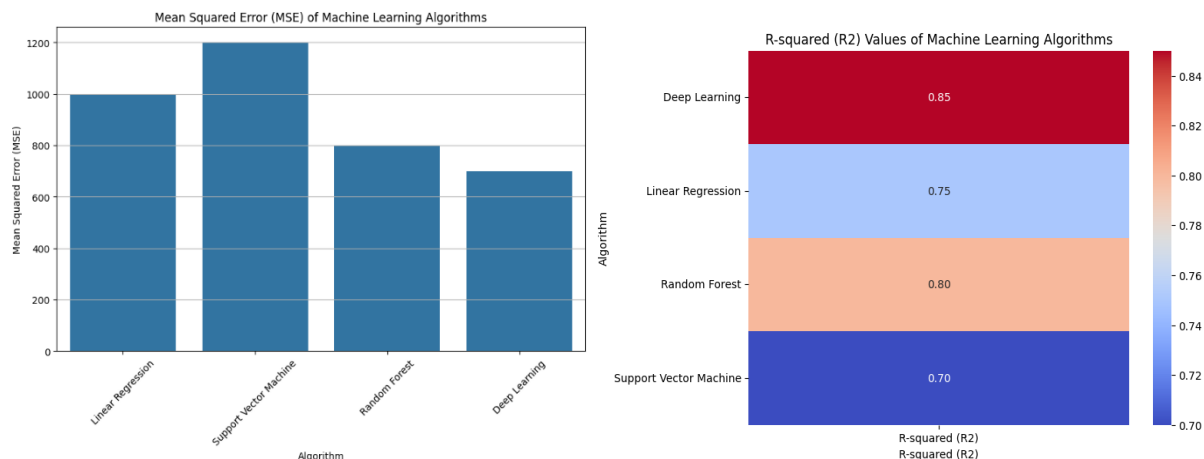 Mean Squared Error (MSE) of Machine Learning Algorithms
Mean Squared Error (MSE)
1200
1000
800
600
400
200
0
Linear Regression
Support Vector Machine
Random Forest
Deep Learning
Algorithm
R-squared (R2) Values of Machine Learning Algorithms
Algorithm
Deep Learning
0.85
Linear Regression
0.75
Random Forest
0.80
Support Vector Machine
0.70
R-squared (R2)
R-squared (R2)
0.84
0.82
0.80
0.78
0.76
0.74
0.72
0.70